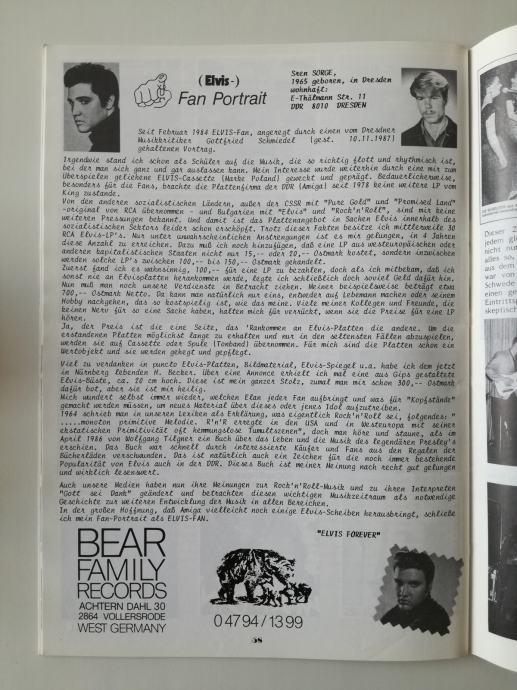 (Elvis-)
Fan Portrait
Sren SORGE,
1965 geboren, in Dresden
wohnhaft:
E-Thälmann Str. 11
DDR 8010 DRESDEN
Seit Februar 1984 ELVIS-Fan, angeregt durch einen vom Dresdner
Musikkritiker Gottfried Schmiedel (gest. 10.11.1987)
gehaltenen Vortrag.
Irgendwie stand ich schon als Schüler auf die Musik, die so richtig flott und rhythmisch ist,
bei der man sich ganz und gar ausfassen kann. Mein Interesse wurde weiterhin durch eine mir zum
Überspielen geliehene ELVIS-Cassette (Marke Poland) geweckt und geprägt. Bedauerlicherweise,
besonders für die Fans, brachte die Plattenfirma der DDR (Amiga) seit 1978 keine weitere LP vom
King zustande.
Von den anderen sozialistischen Ländern, außer der CSSR mit "Pure Gold" und "Promised Land"
-original von RCA übernommen - und Bulgarien mit "Elvis" und "Rock'n'Roll", sind mir keine
weiteren Pressungen bekannt. Und damit ist das Plattenangebot in Sachen Elvis innerhalb des
sozialistischen Sektors leider schon erschöpft. Trotz dieser Fakten besitze ich mittlerweile 30
RCA Elvis-LP's. Nur unter unwahrscheinlichen Anstrengungen ist es mir gelungen, in 4 Jahren
diese Anzahl zu erreichen. Dazu muß ich noch hinzufügen, daß eine LP aus westeuropäischen oder
anderen kapitalistischen Staaten nicht nur 15,-- oder 20,-- Ostmark kostet, sondern inzwischen
werden solche LP's zwischen 100,-- bis 150,-- Ostmark gehandelt.
Zuerst fand ich es wahnsinnig, 100,-- für eine LP zu bezahlen, doch als ich mitbekam, daß ich
sonst nie an Elvis-Platten herankommen werde, legte ich schließlich doch soviel Geld dafür hin.
Nun muß man noch unsere Verdienste in Betracht ziehen. Meiner beispielsweise beträgt etwa
700,-- Ostmark Netto. Da kann man natürlich nur eins, entweder auf Lebemann machen oder seinem
Hobby nachgehen, das so kostspielig ist, wie das meine. Viele meiner Kollegen und Freunde, die
keinen Nerv für so eine Sache haben, halten mich für verrückt, wenn sie die Preise für eine LP
hören.
Ja, der Preis ist die eine Seite, das 'Rankommen an Elvis-Platten die andere. Um die
erstandenen Platten möglichst lange zu erhalten und nur in den seltensten Fällen abzuspielen,
werden sie auf Cassette oder Spule (Tonband) übernommen. Für mich sind die Platten schon ein
Wertobjekt und sie werden gehegt und gepflegt.
Viel zu verdanken in puncto Elvis-Platten, Bildmaterial, Elvis-Spiegel u.a. habe ich dem jetzt
in Nürnberg lebenden M. Becker. Über eine Annonce erhielt ich mal eine aus Gips gestaltete
Elvis-Büste, ca. 20 cm hoch. Diese ist mein ganzer Stolz, zumal man mir schon 300,-- Ostmark
dafür bot, aber sie ist mir heilig.
Mich wundert selbst immer wieder, welchen Elan jeder Fan aufbringt und was für "Kopfstände"
gemacht werden müssen, um neues Material über dieses oder jenes Idol aufzutreiben.
1964 schrieb man in unseren Lexiken als Erklärung, was eigentlich Rock'n'Roll sei, folgendes: "
.....monoton primitive Melodie. R'n'R erregte in den USA und in Westeuropa mit seiner
ekstatischen Primitivität oft hemmungslose Tumultszenen", doch man höre und staune, als im
April 1986 von Wolfgang Tilgner ein Buch über das Leben und die Musik des legendären Presley's
erschien. Das Buch war schnell durch interessierte Käufer und Fans aus den Regalen der
Bücherläden verschwunden. Das ist natürlich auch ein Zeichen für die noch immer bestehende
Popularität von Elvis auch in der DDR. Dieses Buch ist meiner Meinung nach recht gut gelungen
und wirklich lesenswert.
Auch unsere Medien haben nun ihre Meinungen zur Rock'n'Roll-Musik und zu ihren Interpreten
"Gott sei Dank" geändert und betrachten diesen wichtigen Musikzeitraum als notwendige
Geschichte zur weiteren Entwicklung der Musik in allen Bereichen.
In der großen Hoffnung, daß Amiga vielleicht noch einige Elvis-Scheiben herausbringt, schließe
ich mein Fan-Portrait als ELVIS-FAN.
"ELVIS FOREVER"
BEAR
FAMILY
RECORDS
ACHTERN DAHL 30
2864 VOLLERSRODE
WEST GERMANY
04794/1399
58
Dieser
jedem
nicht nur
alles so,
aus dem
war von
Schwede
einen
Eintritts
skeptisch